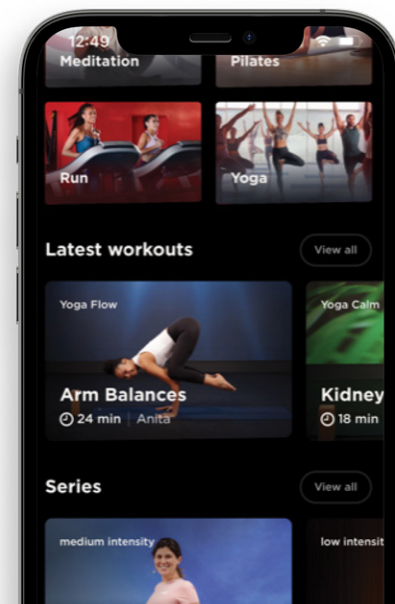 12:49
Meditation
Pilates
Run
Yoga
Latest workouts
View all
Yoga Flow
Yoga Calm
Arm Balances
Kidney
24 min | Anita
18 min
Series
View all
medium intensity
low intensit